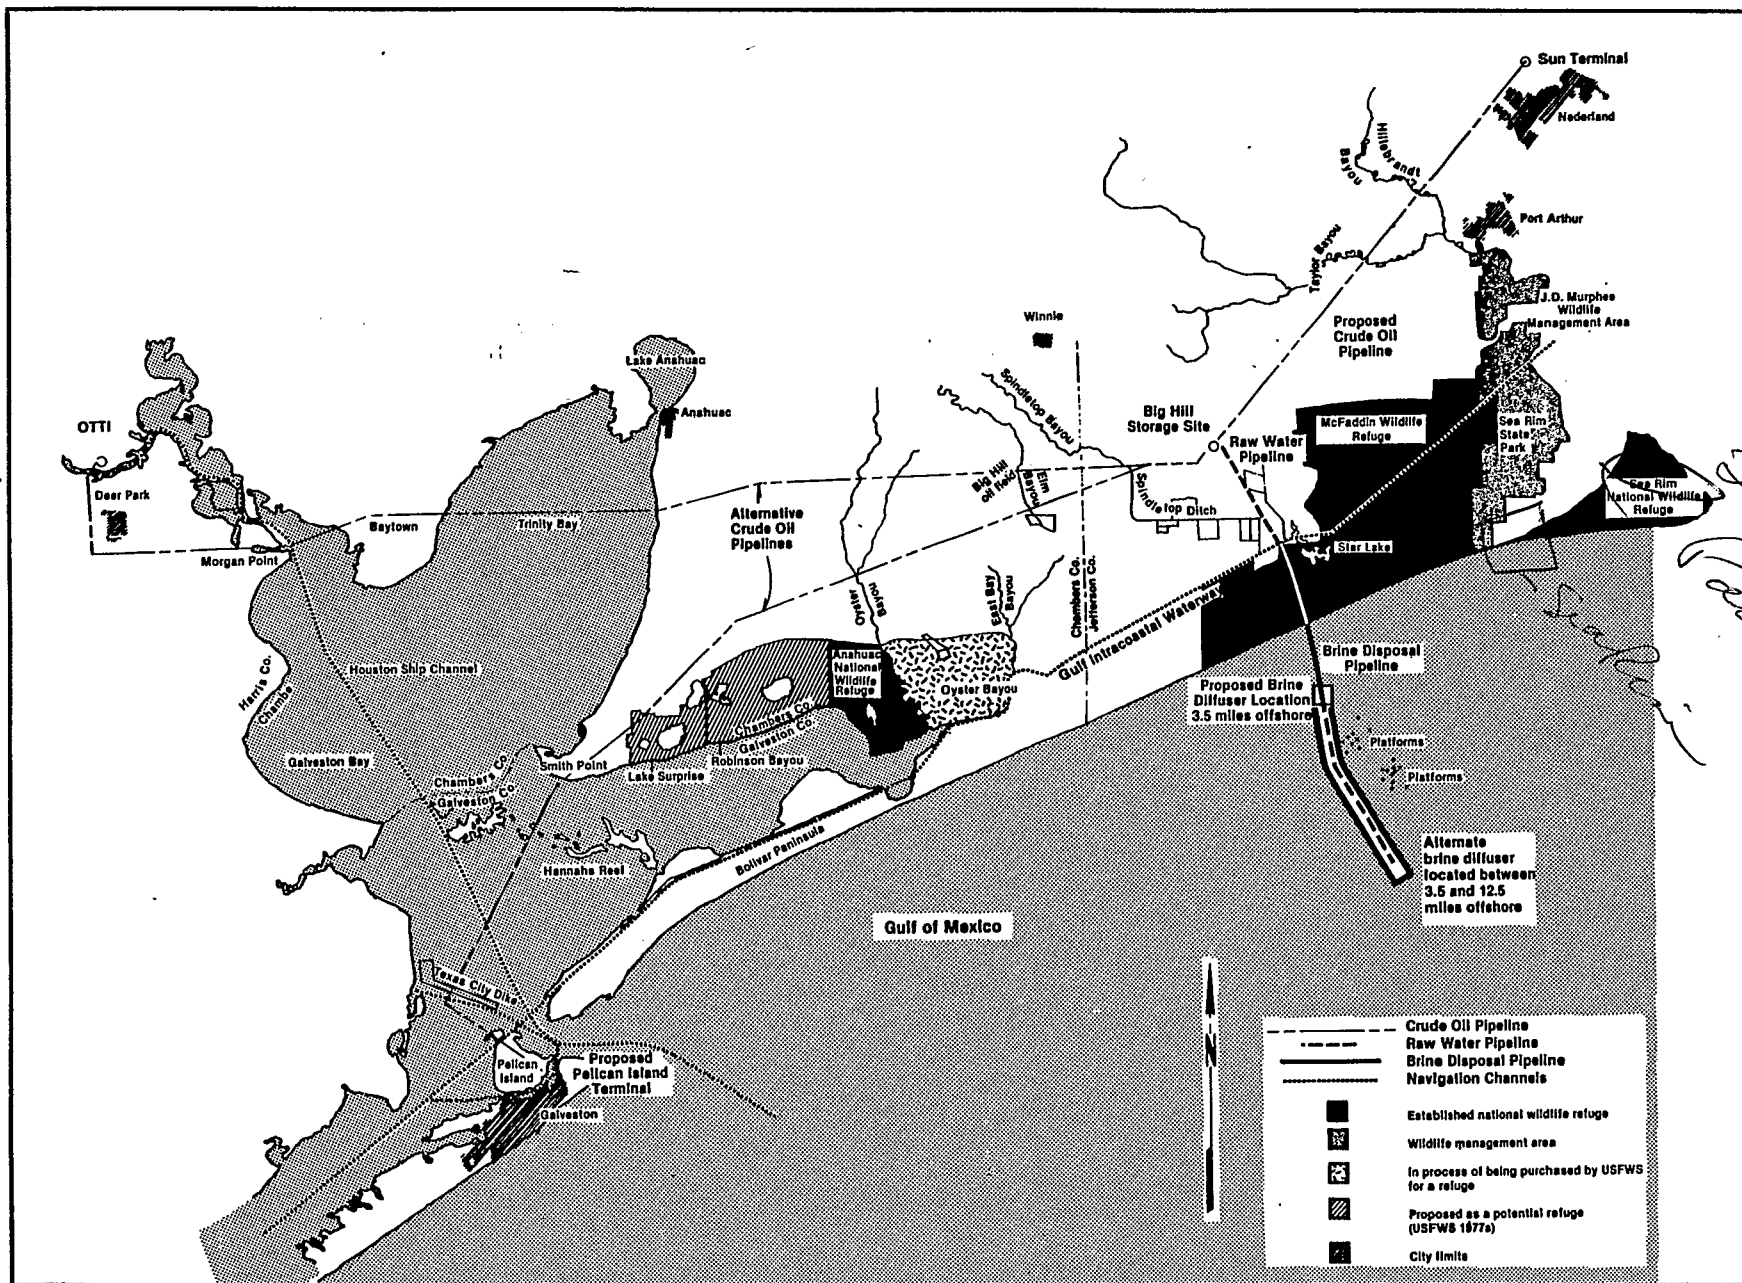 Sun Terminal
Nederland
Hillebrandt
Bayou
Port Arthur
Taylor Bayou
J.D. Murphee
Wildlife
Management Area
Winnie
Proposed
Crude Oil
Pipeline
Lake Anahuac
Anahuac
Spindletop Bayou
Big Hill
Storage Site
McFaddin Wildlife
Refuge
Sea Rim
State
Park
OTTI
Raw Water
Pipeline
Big Hill
oil field
Elm
Bayou
Sea Rim
National Wildlife
Refuge
Deer Park
Spindletop Ditch
Alternative
Crude Oil
Pipelines
Baytown
Trinity Bay
Star Lake
Morgan Point
Oyster
Bayou
East Bay
Bayou
Chambers Co.
Jefferson Co.
Gulf Intracoastal Waterway
Harris Co.
Houston Ship Channel
Anahuac
National
Wildlife
Refuge
Oyster Bayou
Brine Disposal
Pipeline
Proposed Brine
Diffuser Location
3.5 miles offshore
Chambers Co.
Galveston Co.
Platforms
Galveston Bay
Smith Point
Robinson Bayou
Lake Surprise
Platforms
Chambers Co.
Galveston Co.
Bolivar Peninsula
Hannahs Reel
Alternate
brine diffuser
located between
3.5 and 12.5
miles offshore
Gulf of Mexico
Texas City Dike
N
Pelican
Island
Proposed
Pelican Island
Terminal
Galveston
Crude Oil Pipeline
Raw Water Pipeline
Brine Disposal Pipeline
Navigation Channels
Established national wildlife refuge
Wildlife management area
In process of being purchased by USFWS
for a refuge
Proposed as a potential refuge
(USFWS 1977a)
City limits